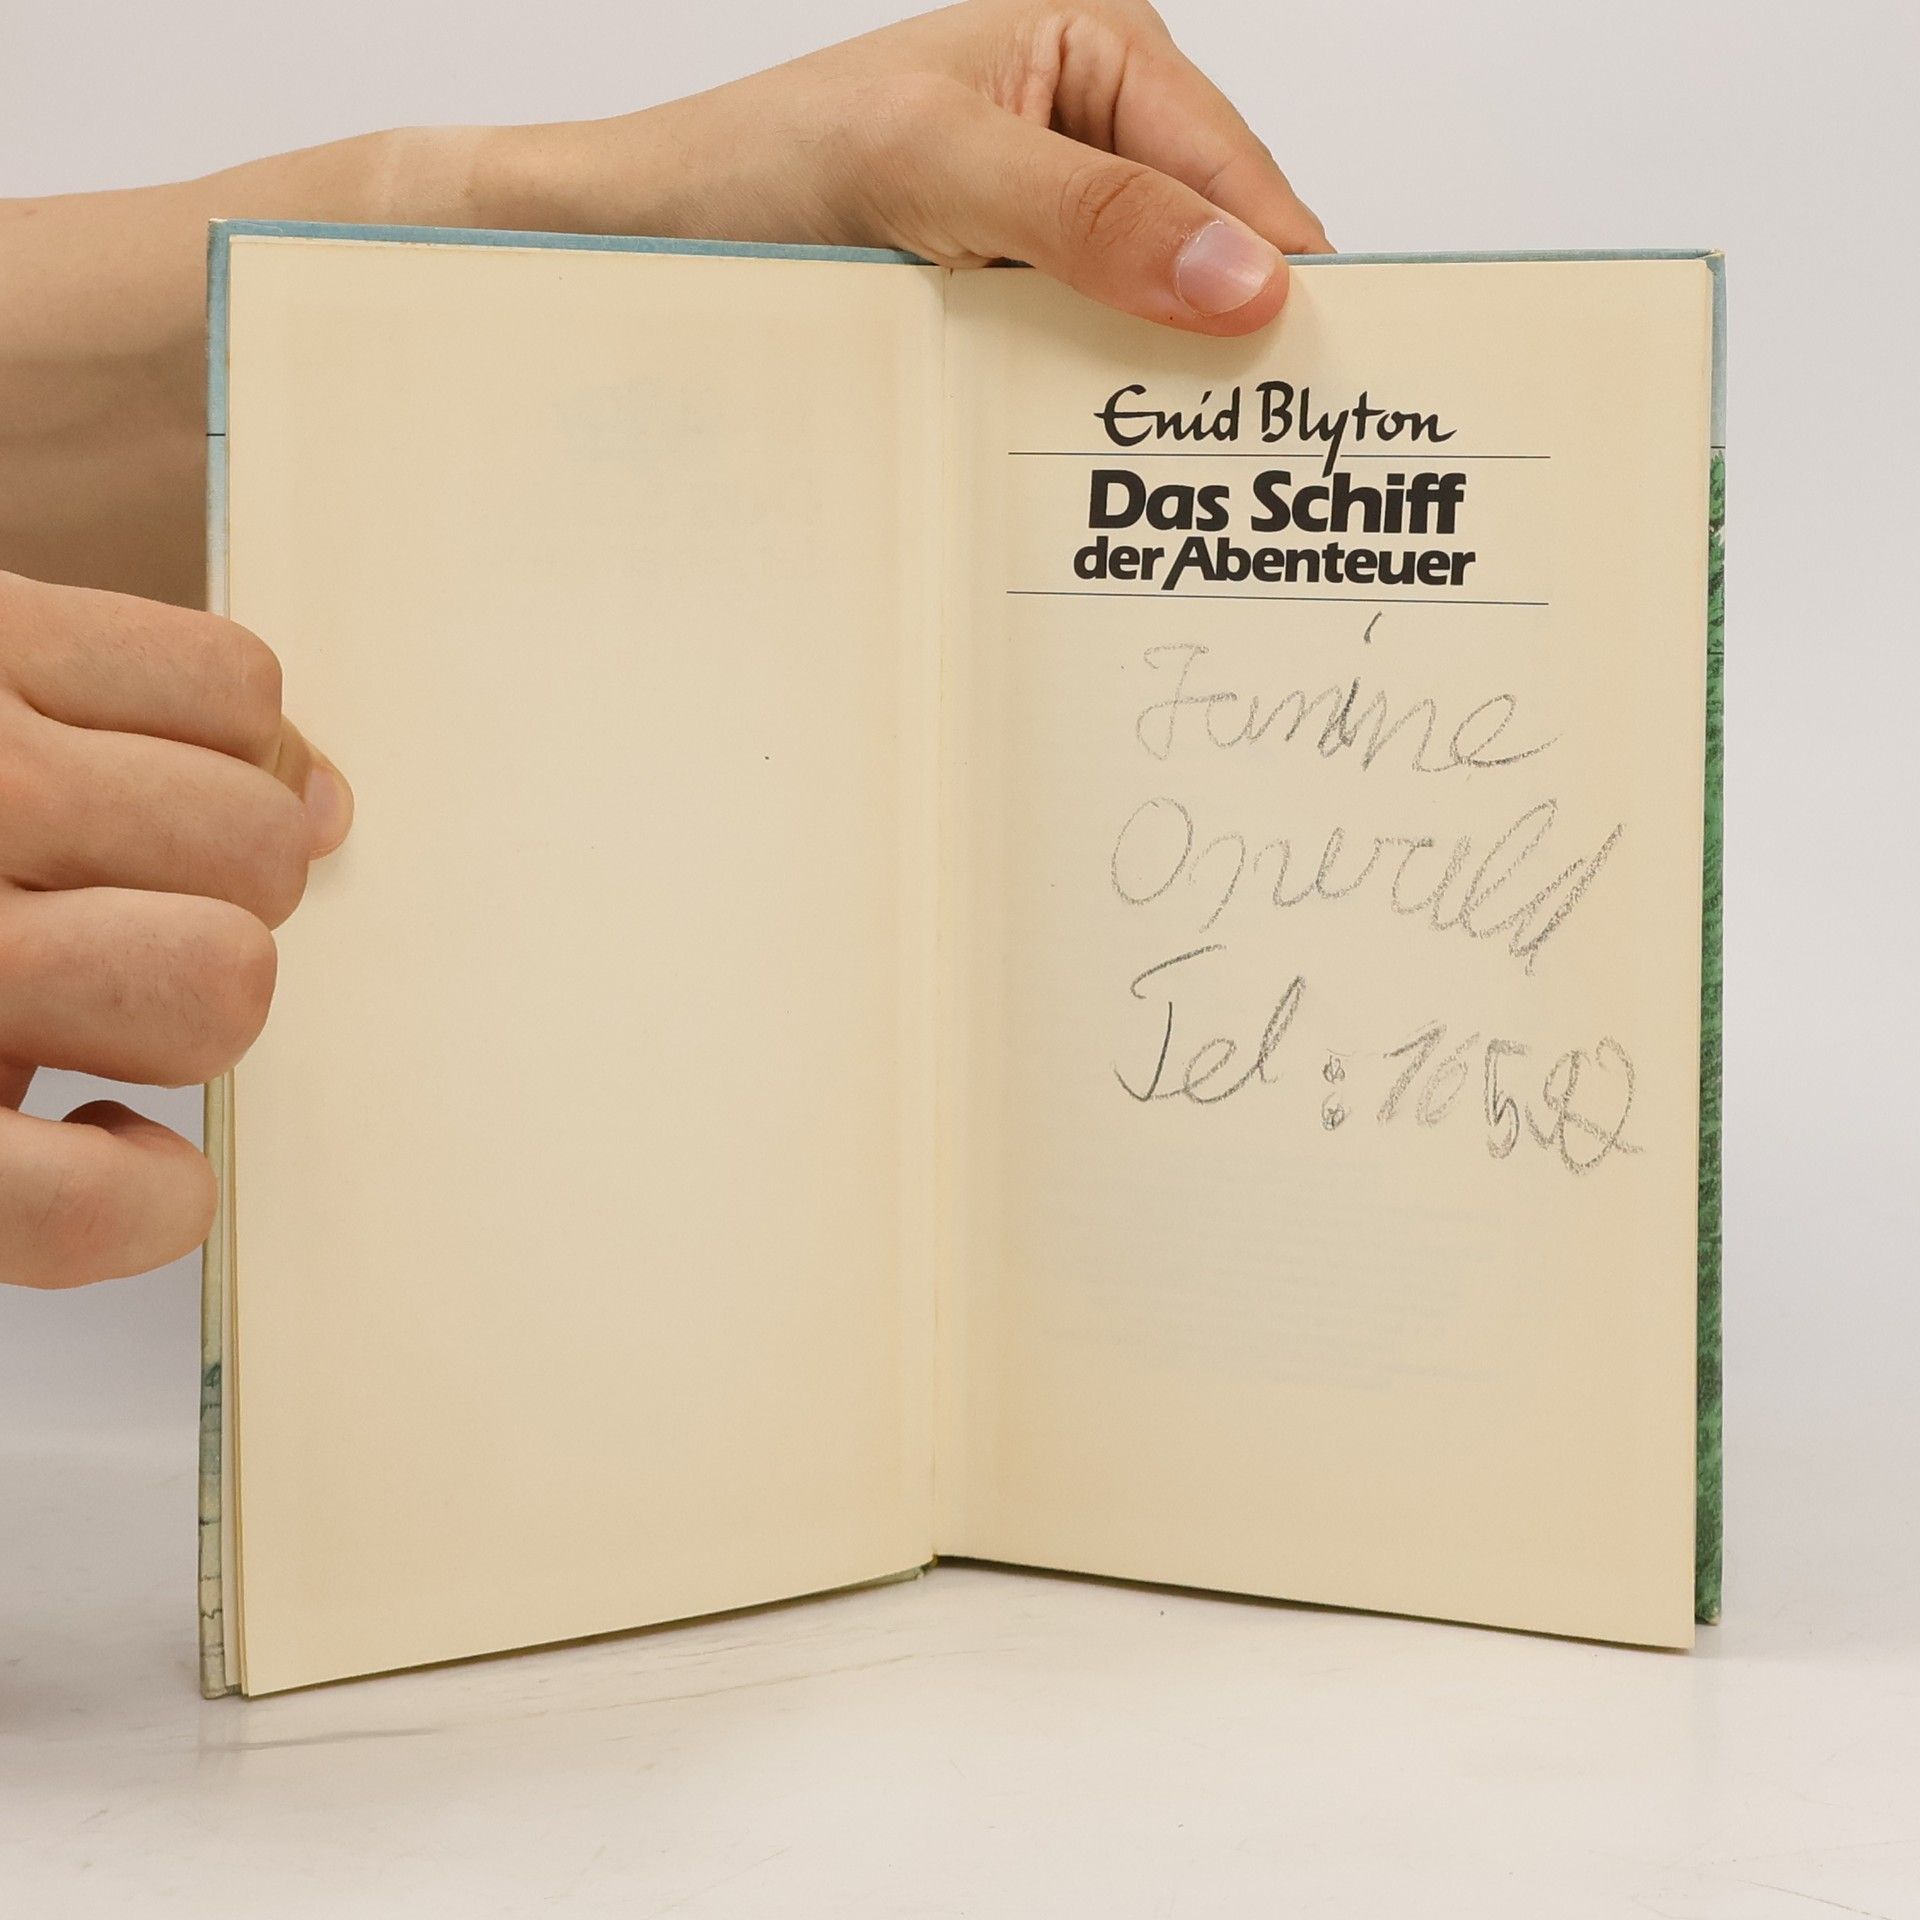 Enid Blyton
Das Schiff
der Abenteuer
Janine
Tel: